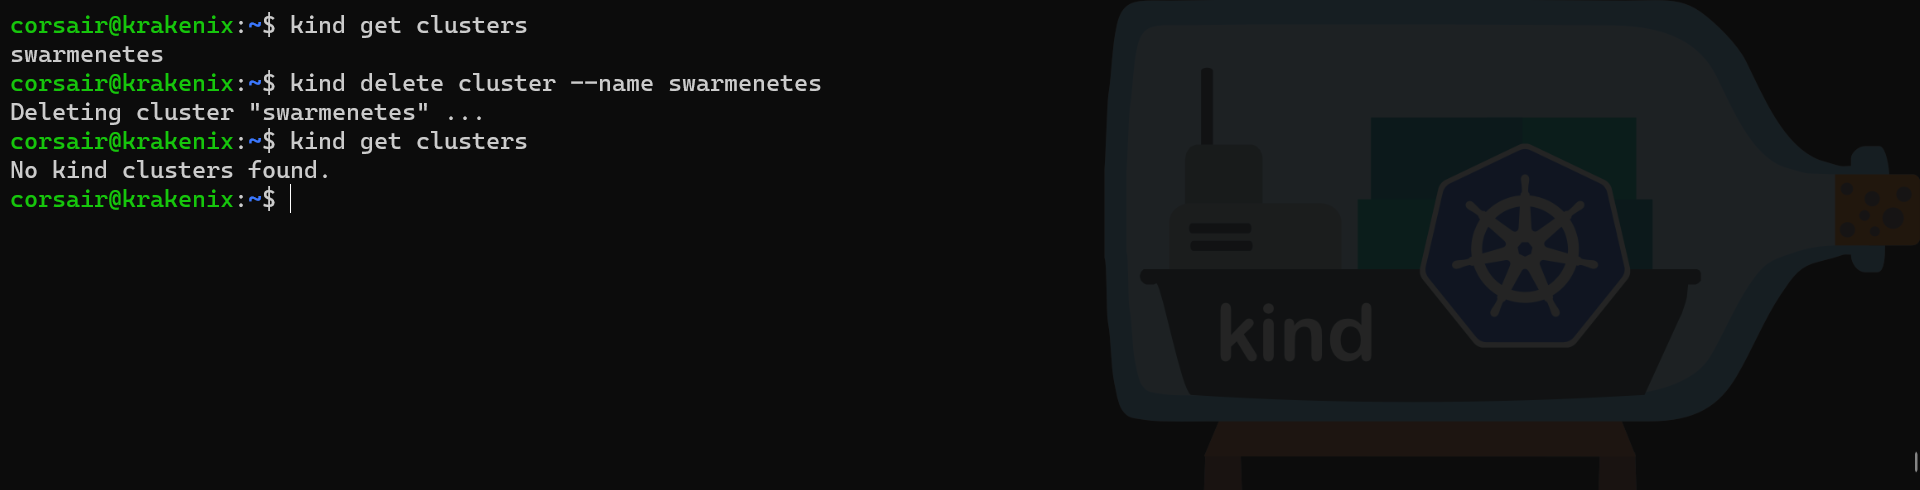 corsair@krakenix:~$ kind get clusters
swarmenetes
corsair@krakenix:~$ kind delete cluster --name swarmenetes
Deleting cluster "swarmenetes" ...
corsair@krakenix:~$ kind get clusters
No kind clusters found.
corsair@krakenix:~$
kind